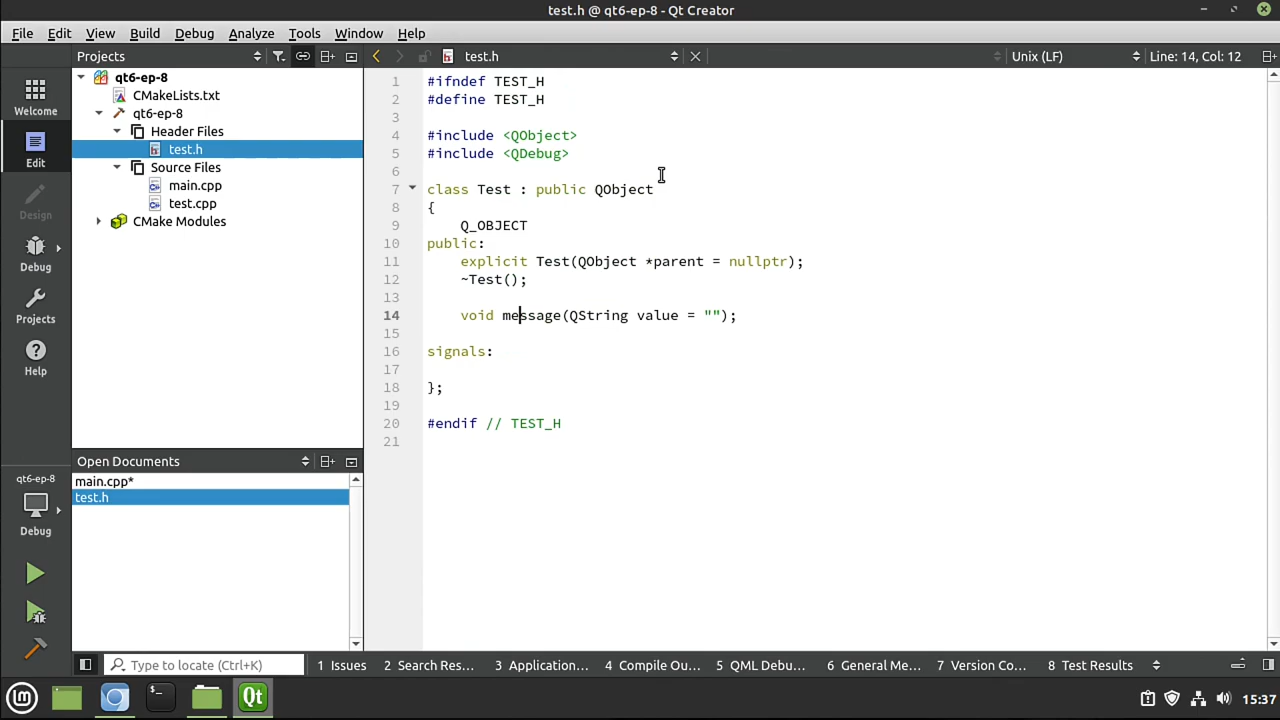 test.h @ qt6-ep-8 - Qt Creator
File Edit View Build Debug Analyze Tools Window Help
Projects
test.h
Unix (LF)
Line: 14, Col: 12
Welcome
Edit
Design
Debug
Projects
Help
qt6-ep-8
Debug
qt6-ep-8
CMakeLists.txt
qt6-ep-8
Header Files
test.h
Source Files
main.cpp
test.cpp
CMake Modules
Open Documents
main.cpp*
test.h
1 #ifndef TEST_H
2 #define TEST_H
3
4 #include <QObject>
5 #include <QDebug>
6
7 class Test : public QObject
8 {
9 Q_OBJECT
10 public:
11 explicit Test(QObject *parent = nullptr);
12 ~Test();
13
14 void message(QString value = "");
15
16 signals:
17
18 };
19
20 #endif // TEST_H
21
Type to locate (Ctrl+K) 1 Issues 2 Search Res... 3 Application... 4 Compile Ou... 5 QML Debu... 6 General Me... 7 Version Co... 8 Test Results
Qt
15:37